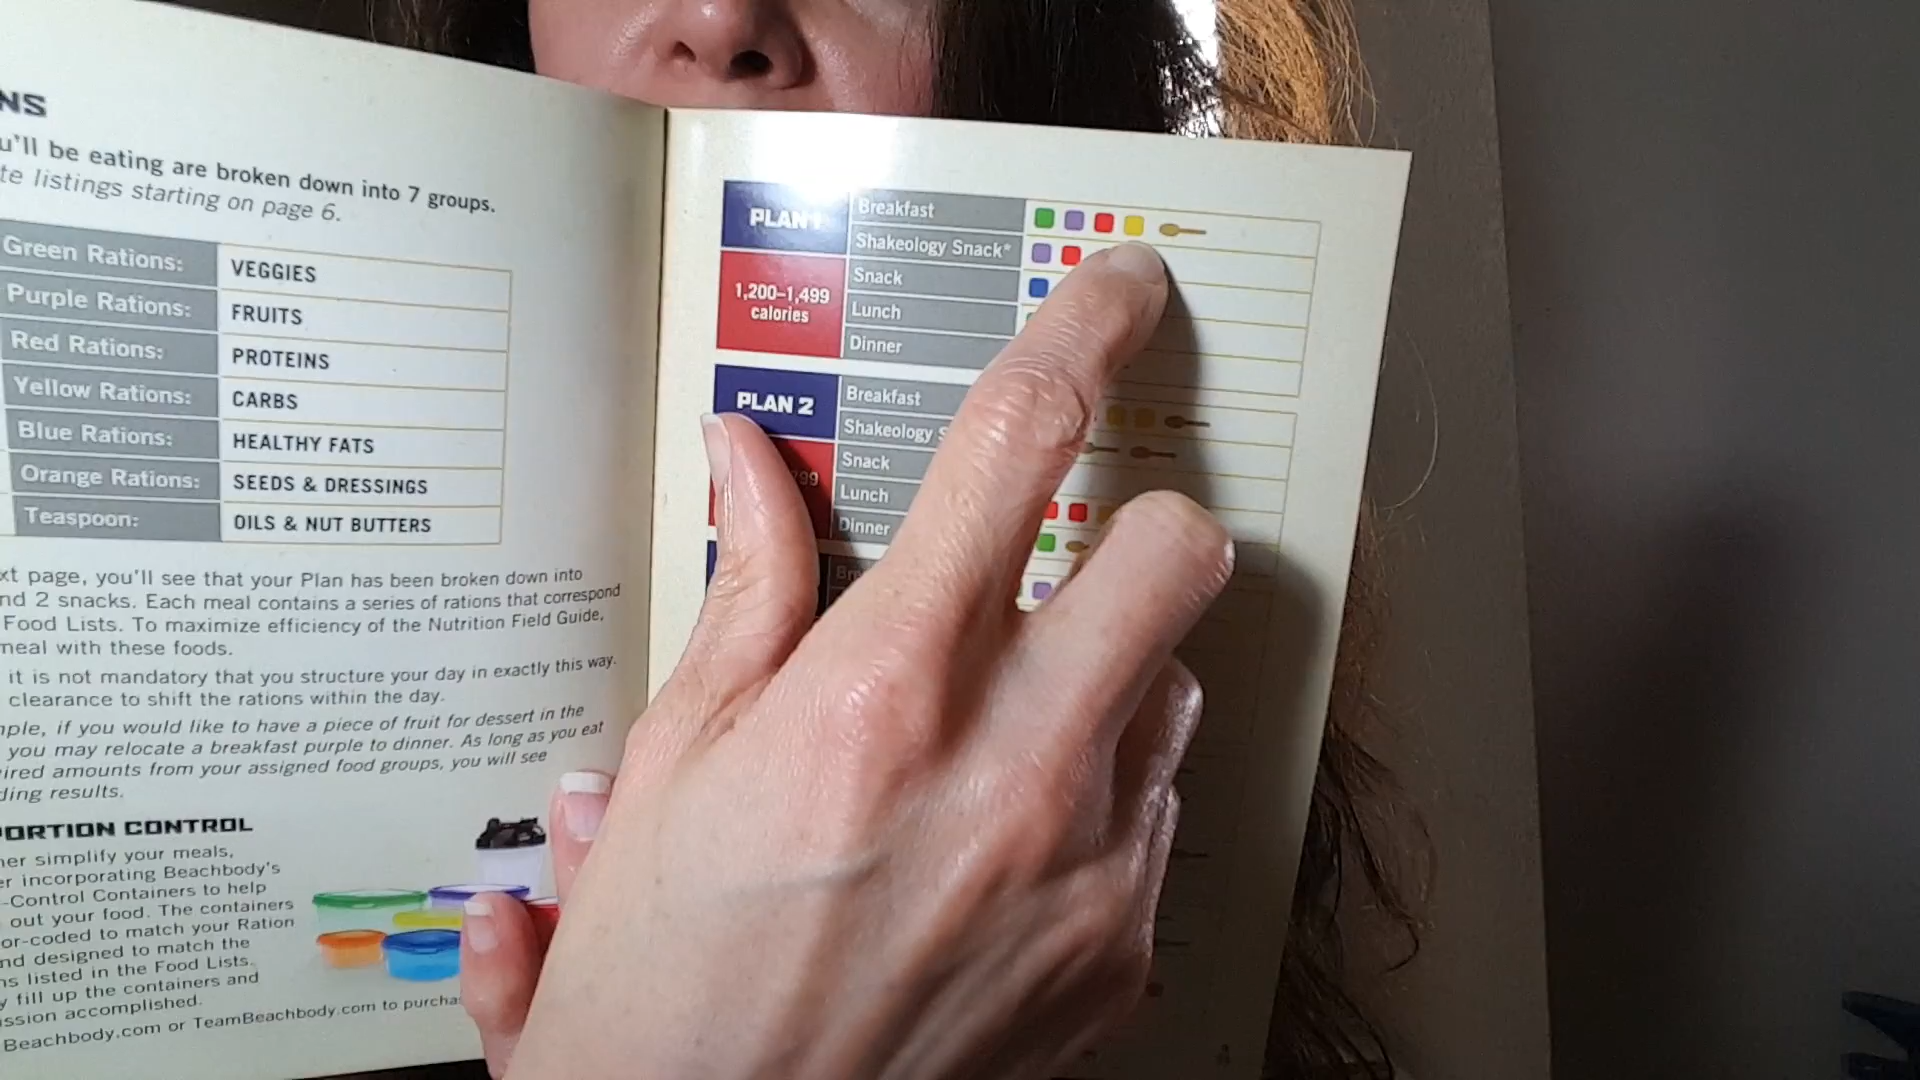 NS
u'll be eating are broken down into 7 groups.
te listings starting on page 6.
Green Rations: VEGGIES
Purple Rations: FRUITS
Red Rations: PROTEINS
Yellow Rations: CARBS
Blue Rations: HEALTHY FATS
Orange Rations: SEEDS & DRESSINGS
Teaspoon: OILS & NUT BUTTERS
xt page, you'll see that your Plan has been broken down into
nd 2 snacks. Each meal contains a series of rations that correspond
Food Lists. To maximize efficiency of the Nutrition Field Guide,
meal with these foods.
it is not mandatory that you structure your day in exactly this way.
clearance to shift the rations within the day.
mple, if you would like to have a piece of fruit for dessert in the
you may relocate a breakfast purple to dinner. As long as you eat
ired amounts from your assigned food groups, you will see
ding results.
PORTION CONTROL
her simplify your meals,
er incorporating Beachbody's
-Control Containers to help
out your food. The containers
or-coded to match your Ration
nd designed to match the
ns listed in the Food Lists.
y fill up the containers and
ission accomplished.
Beachbody.com or TeamBeachbody.com to purcha
PLAN 1
1,200–1,499
calories
Breakfast
Shakeology Snack*
Snack
Lunch
Dinner
PLAN 2
99
Breakfast
Shakeology S
Snack
Lunch
Dinner
Bre